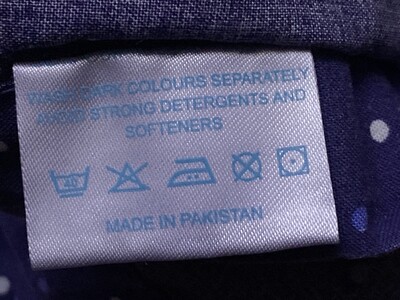 WASH DARK COLOURS SEPARATELY
AVOID STRONG DETERGENTS AND
SOFTENERS
40
MADE IN PAKISTAN